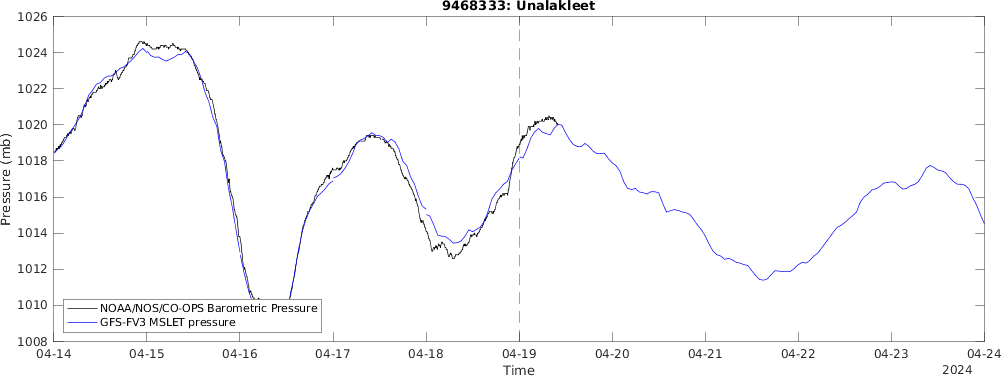 9468333: Unalakleet
Pressure (mb)
1026
1024
1022
1020
1018
1016
1014
1012
1010
1008
NOAA/NOS/CO-OPS Barometric Pressure
GFS-FV3 MSLET pressure
04-14 04-15 04-16 04-17 04-18 04-19 04-20 04-21 04-22 04-23 04-24
Time
2024